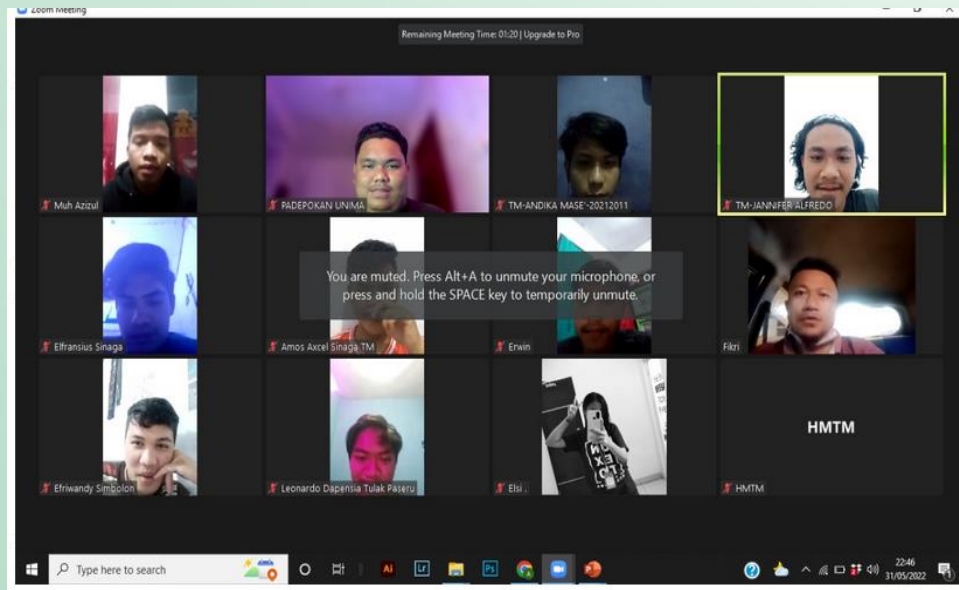 Zoom Meeting
Remaining Meeting Time: 01:20 | Upgrade to Pro
Muh Azizul
PADEPOKAN UNIMA
TM-ANDIKA MASE'-20212011
TM-JANNIFER ALFREDO
You are muted. Press Alt+A to unmute your microphone, or
press and hold the SPACE key to temporarily unmute.
Elfransius Sinaga
Amos Axcel Sinaga TM
Erwin
Fikri
HMTM
Efriwandy Simbolon
Leonardo Dapensia Tulak Paseru
Elsi .
HMTM
Type here to search
Ai
Lr
Ps
22:46
31/05/2022